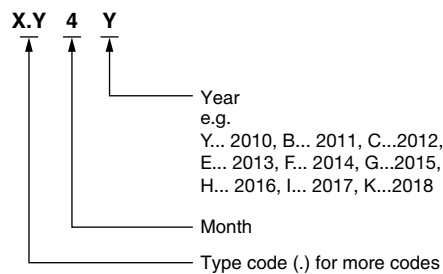 X.Y 4 Y
Year
e.g.
Y... 2010, B... 2011, C...2012,
E... 2013, F... 2014, G...2015,
H... 2016, I... 2017, K...2018
Month
Type code (.) for more codes